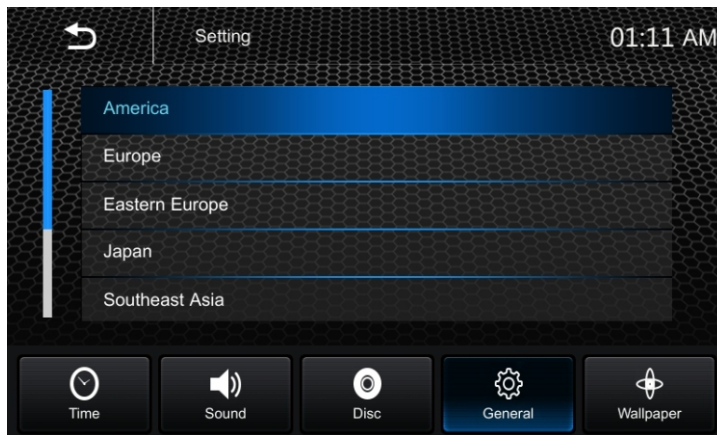 Setting
01:11 AM
America
Europe
Eastern Europe
Japan
Southeast Asia
Time
Sound
Disc
General
Wallpaper